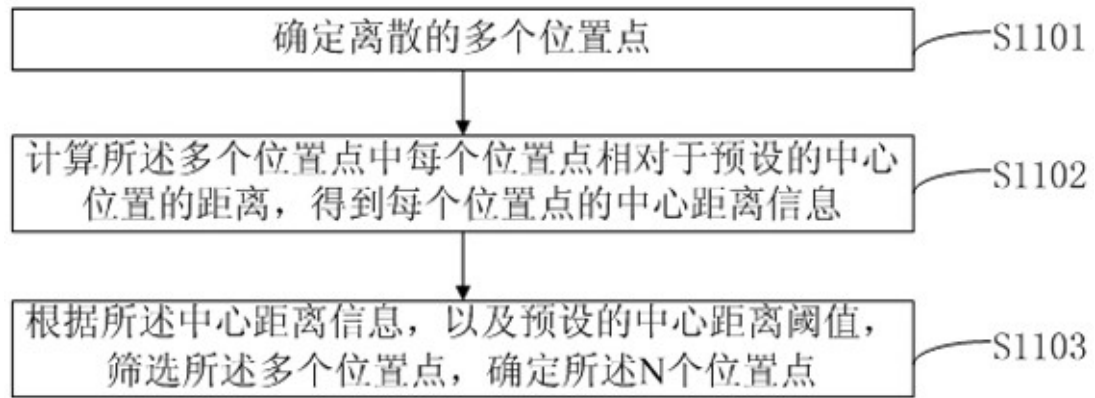 确定离散的多个位置点
S1101
计算所述多个位置点中每个位置点相对于预设的中心
位置的距离，得到每个位置点的中心距离信息
S1102
根据所述中心距离信息，以及预设的中心距离阈值，
筛选所述多个位置点，确定所述N个位置点
S1103